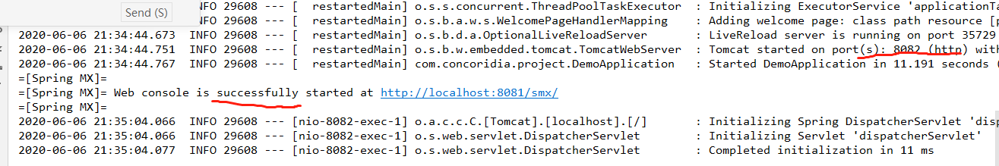 Send (S)
INFO 29608 --- [  restartedMain] o.s.s.concurrent.ThreadPoolTaskExecutor  : Initializing ExecutorService 'applicationTa
INFO 29608 --- [  restartedMain] o.s.b.a.w.s.WelcomePageHandlerMapping    : Adding welcome page: class path resource [p
2020-06-06 21:34:44.673  INFO 29608 --- [  restartedMain] o.s.b.d.a.OptionalLiveReloadServer       : LiveReload server is running on port 35729
2020-06-06 21:34:44.751  INFO 29608 --- [  restartedMain] o.s.b.w.embedded.tomcat.TomcatWebServer  : Tomcat started on port(s): 8082 (http) with
2020-06-06 21:34:44.767  INFO 29608 --- [  restartedMain] com.concoridia.project.DemoApplication   : Started DemoApplication in 11.191 seconds (
=[Spring MX]=
=[Spring MX]= Web console is successfully started at http://localhost:8081/smx/
=[Spring MX]=
2020-06-06 21:35:04.066  INFO 29608 --- [nio-8082-exec-1] o.a.c.c.C.[Tomcat].[localhost].[/]       : Initializing Spring DispatcherServlet 'disp
2020-06-06 21:35:04.066  INFO 29608 --- [nio-8082-exec-1] o.s.web.servlet.DispatcherServlet        : Initializing Servlet 'dispatcherServlet'
2020-06-06 21:35:04.077  INFO 29608 --- [nio-8082-exec-1] o.s.web.servlet.DispatcherServlet        : Completed initialization in 11 ms